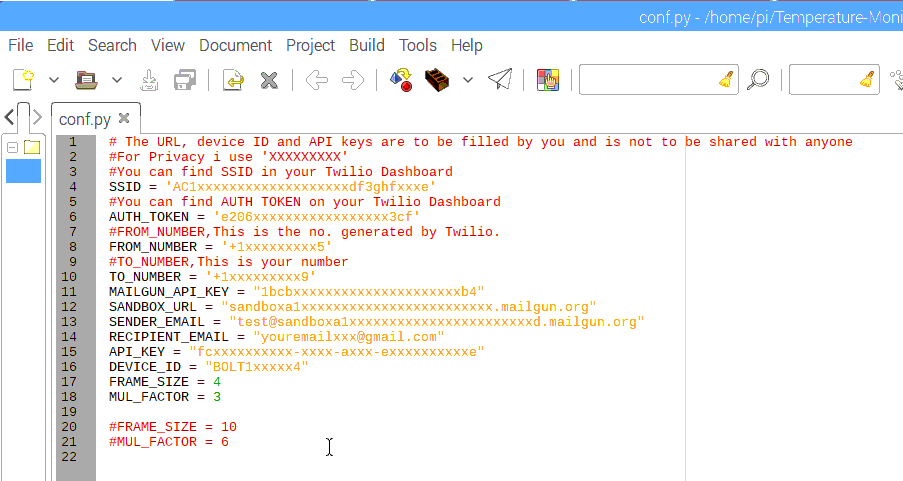 conf.py - /home/pi/Temperature-Moni
File Edit Search View Document Project Build Tools Help
conf.py
1 # The URL, device ID and API keys are to be filled by you and is not to be shared with anyone
2 #For Privacy i use 'XXXXXXXXX'
3 #You can find SSID in your Twilio Dashboard
4 SSID = 'AC1xxxxxxxxxxxxxxxxxxxdf3ghfxxxe'
5 #You can find AUTH TOKEN on your Twilio Dashboard
6 AUTH_TOKEN = 'e206xxxxxxxxxxxxxxxxx3cf'
7 #FROM_NUMBER,This is the no. generated by Twilio.
8 FROM_NUMBER = '+1xxxxxxxxx5'
9 #TO_NUMBER,This is your number
10 TO_NUMBER = '+1xxxxxxxxx9'
11 MAILGUN_API_KEY = "1bcbxxxxxxxxxxxxxxxxxxxxxb4"
12 SANDBOX_URL = "sandboxa1xxxxxxxxxxxxxxxxxxxxxxxx.mailgun.org"
13 SENDER_EMAIL = "test@sandboxa1xxxxxxxxxxxxxxxxxxxxxxxd.mailgun.org"
14 RECIPIENT_EMAIL = "youremailxxx@gmail.com"
15 API_KEY = "fcxxxxxxxxxx-xxxx-axxx-exxxxxxxxxxe"
16 DEVICE_ID = "BOLT1xxxxx4"
17 FRAME_SIZE = 4
18 MUL_FACTOR = 3
19
20 #FRAME_SIZE = 10
21 #MUL_FACTOR = 6
22